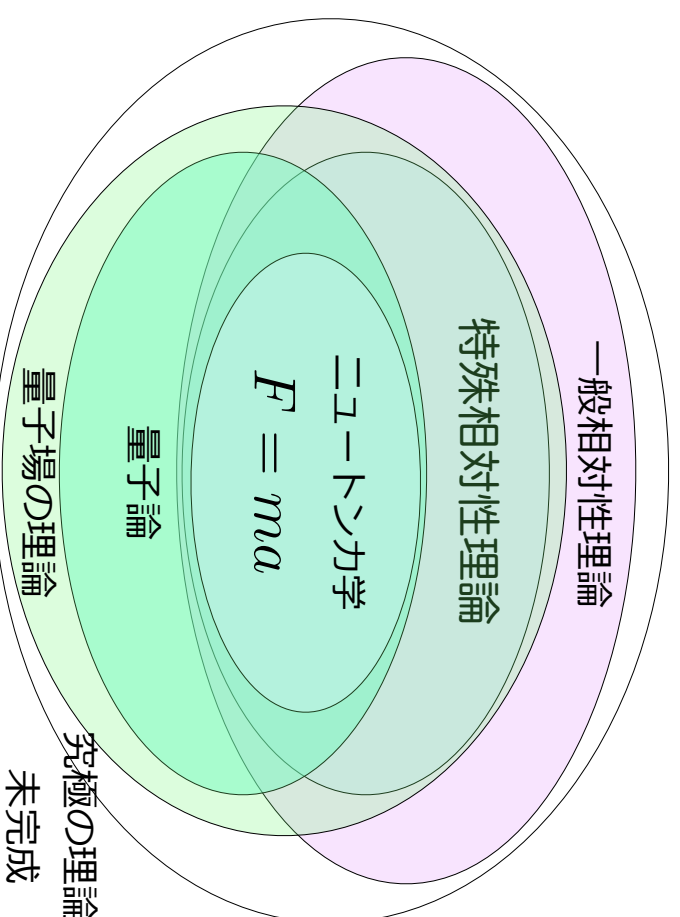 一般相対性理論
特殊相対性理論
ニュートン力学
F = ma
量子論
量子場の理論
究極の理論
未完成